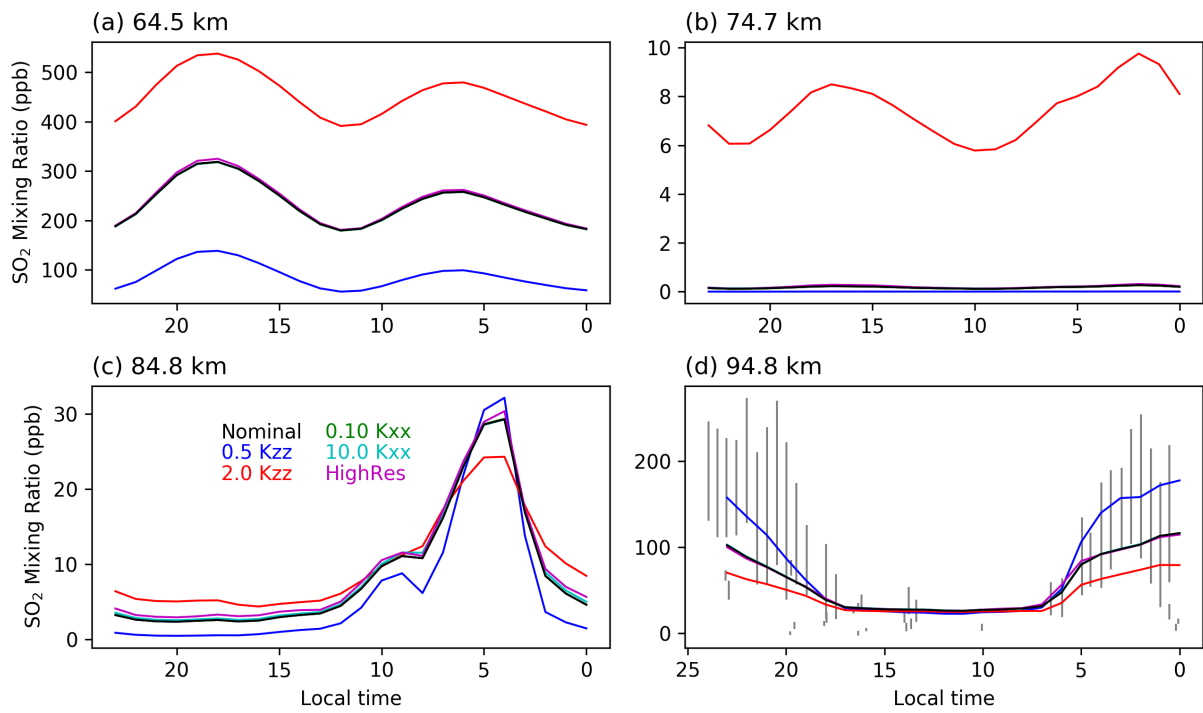 (a) 64.5 km
(b) 74.7 km
SO₂ Mixing Ratio (ppb)
500
400
300
200
100
20 15 10 5 0
10
8
6
4
2
0
20 15 10 5 0
(c) 84.8 km
(d) 94.8 km
SO₂ Mixing Ratio (ppb)
30
20
10
0
Nominal 0.10 Kxx
0.5 Kzz 10.0 Kxx
2.0 Kzz HighRes
20 15 10 5 0
Local time
200
100
0
25 20 15 10 5 0
Local time